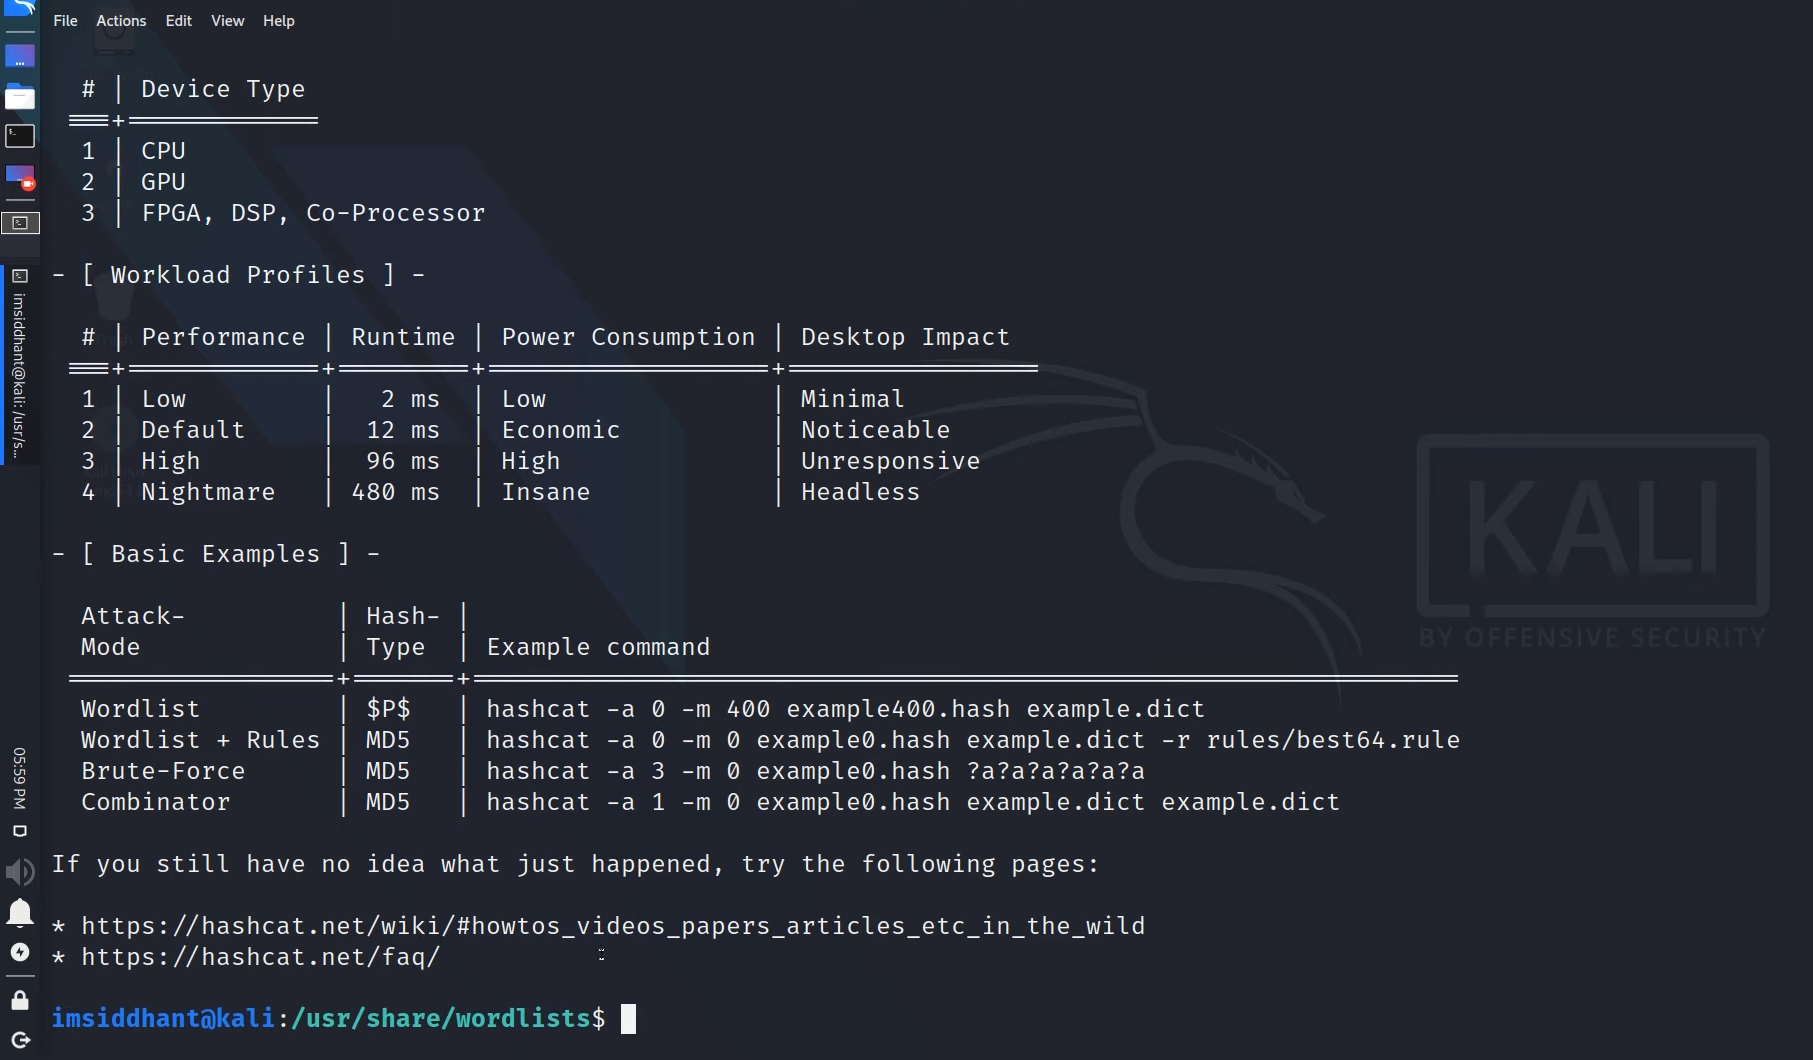 File Actions Edit View Help
# | Device Type
===+=============
1 | CPU
2 | GPU
3 | FPGA, DSP, Co-Processor
- [ Workload Profiles ] -
# | Performance | Runtime | Power Consumption | Desktop Impact
===+=============+=========+===================+=================
1 | Low | 2 ms | Low | Minimal
2 | Default | 12 ms | Economic | Noticeable
3 | High | 96 ms | High | Unresponsive
4 | Nightmare | 480 ms | Insane | Headless
- [ Basic Examples ] -
Attack- | Hash- |
Mode | Type | Example command
==================+=======+==================================================================
Wordlist | $P$ | hashcat -a 0 -m 400 example400.hash example.dict
Wordlist + Rules | MD5 | hashcat -a 0 -m 0 example0.hash example.dict -r rules/best64.rule
Brute-Force | MD5 | hashcat -a 3 -m 0 example0.hash ?a?a?a?a?a?a
Combinator | MD5 | hashcat -a 1 -m 0 example0.hash example.dict example.dict
If you still have no idea what just happened, try the following pages:
* https://hashcat.net/wiki/#howtos_videos_papers_articles_etc_in_the_wild
* https://hashcat.net/faq/
imsiddhant@kali:/usr/share/wordlists$
imsiddhant@kali: /usr/s...
05:59 PM
KALI
BY OFFENSIVE SECURITY